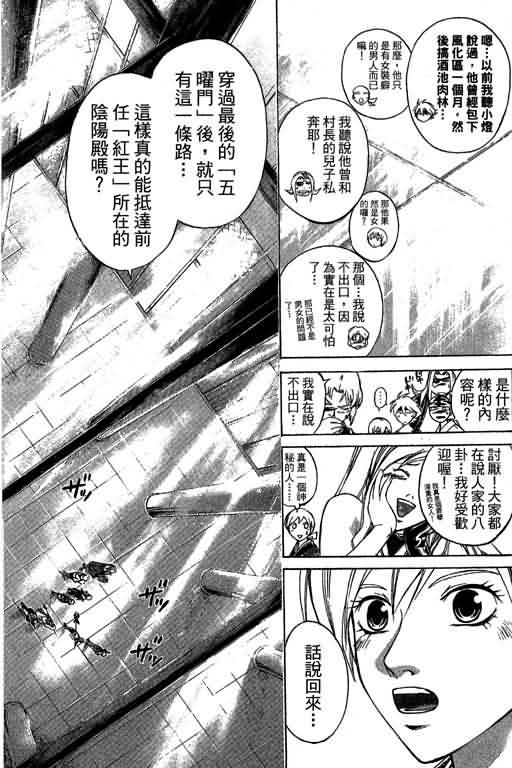 嗯…以前我聽小燈
說過，他曾經包下
風化區一個月，然
後搞酒池肉林…
那麼，他只
是有女裝癖
的男人而已
嘛！
我聽說他曾和
村長的兒子私
奔耶！
那他果
然是女
的囉？
那個…我說
不出口，因
為實在是太可怕
了…
那已經不是
男女的問題
了…
是什麼
樣的內
容呢？
……
我實在說
不出口…
討厭！大家都
在說人家的八
卦…我好受歡
迎喔！
真是
一個神
秘的人…
話說回來…
穿過最後的「五
曜門」後，就只
有這一條路…
這樣真的能抵達前
任「紅王」所在的
陰陽殿嗎？
ザッ
ザッ